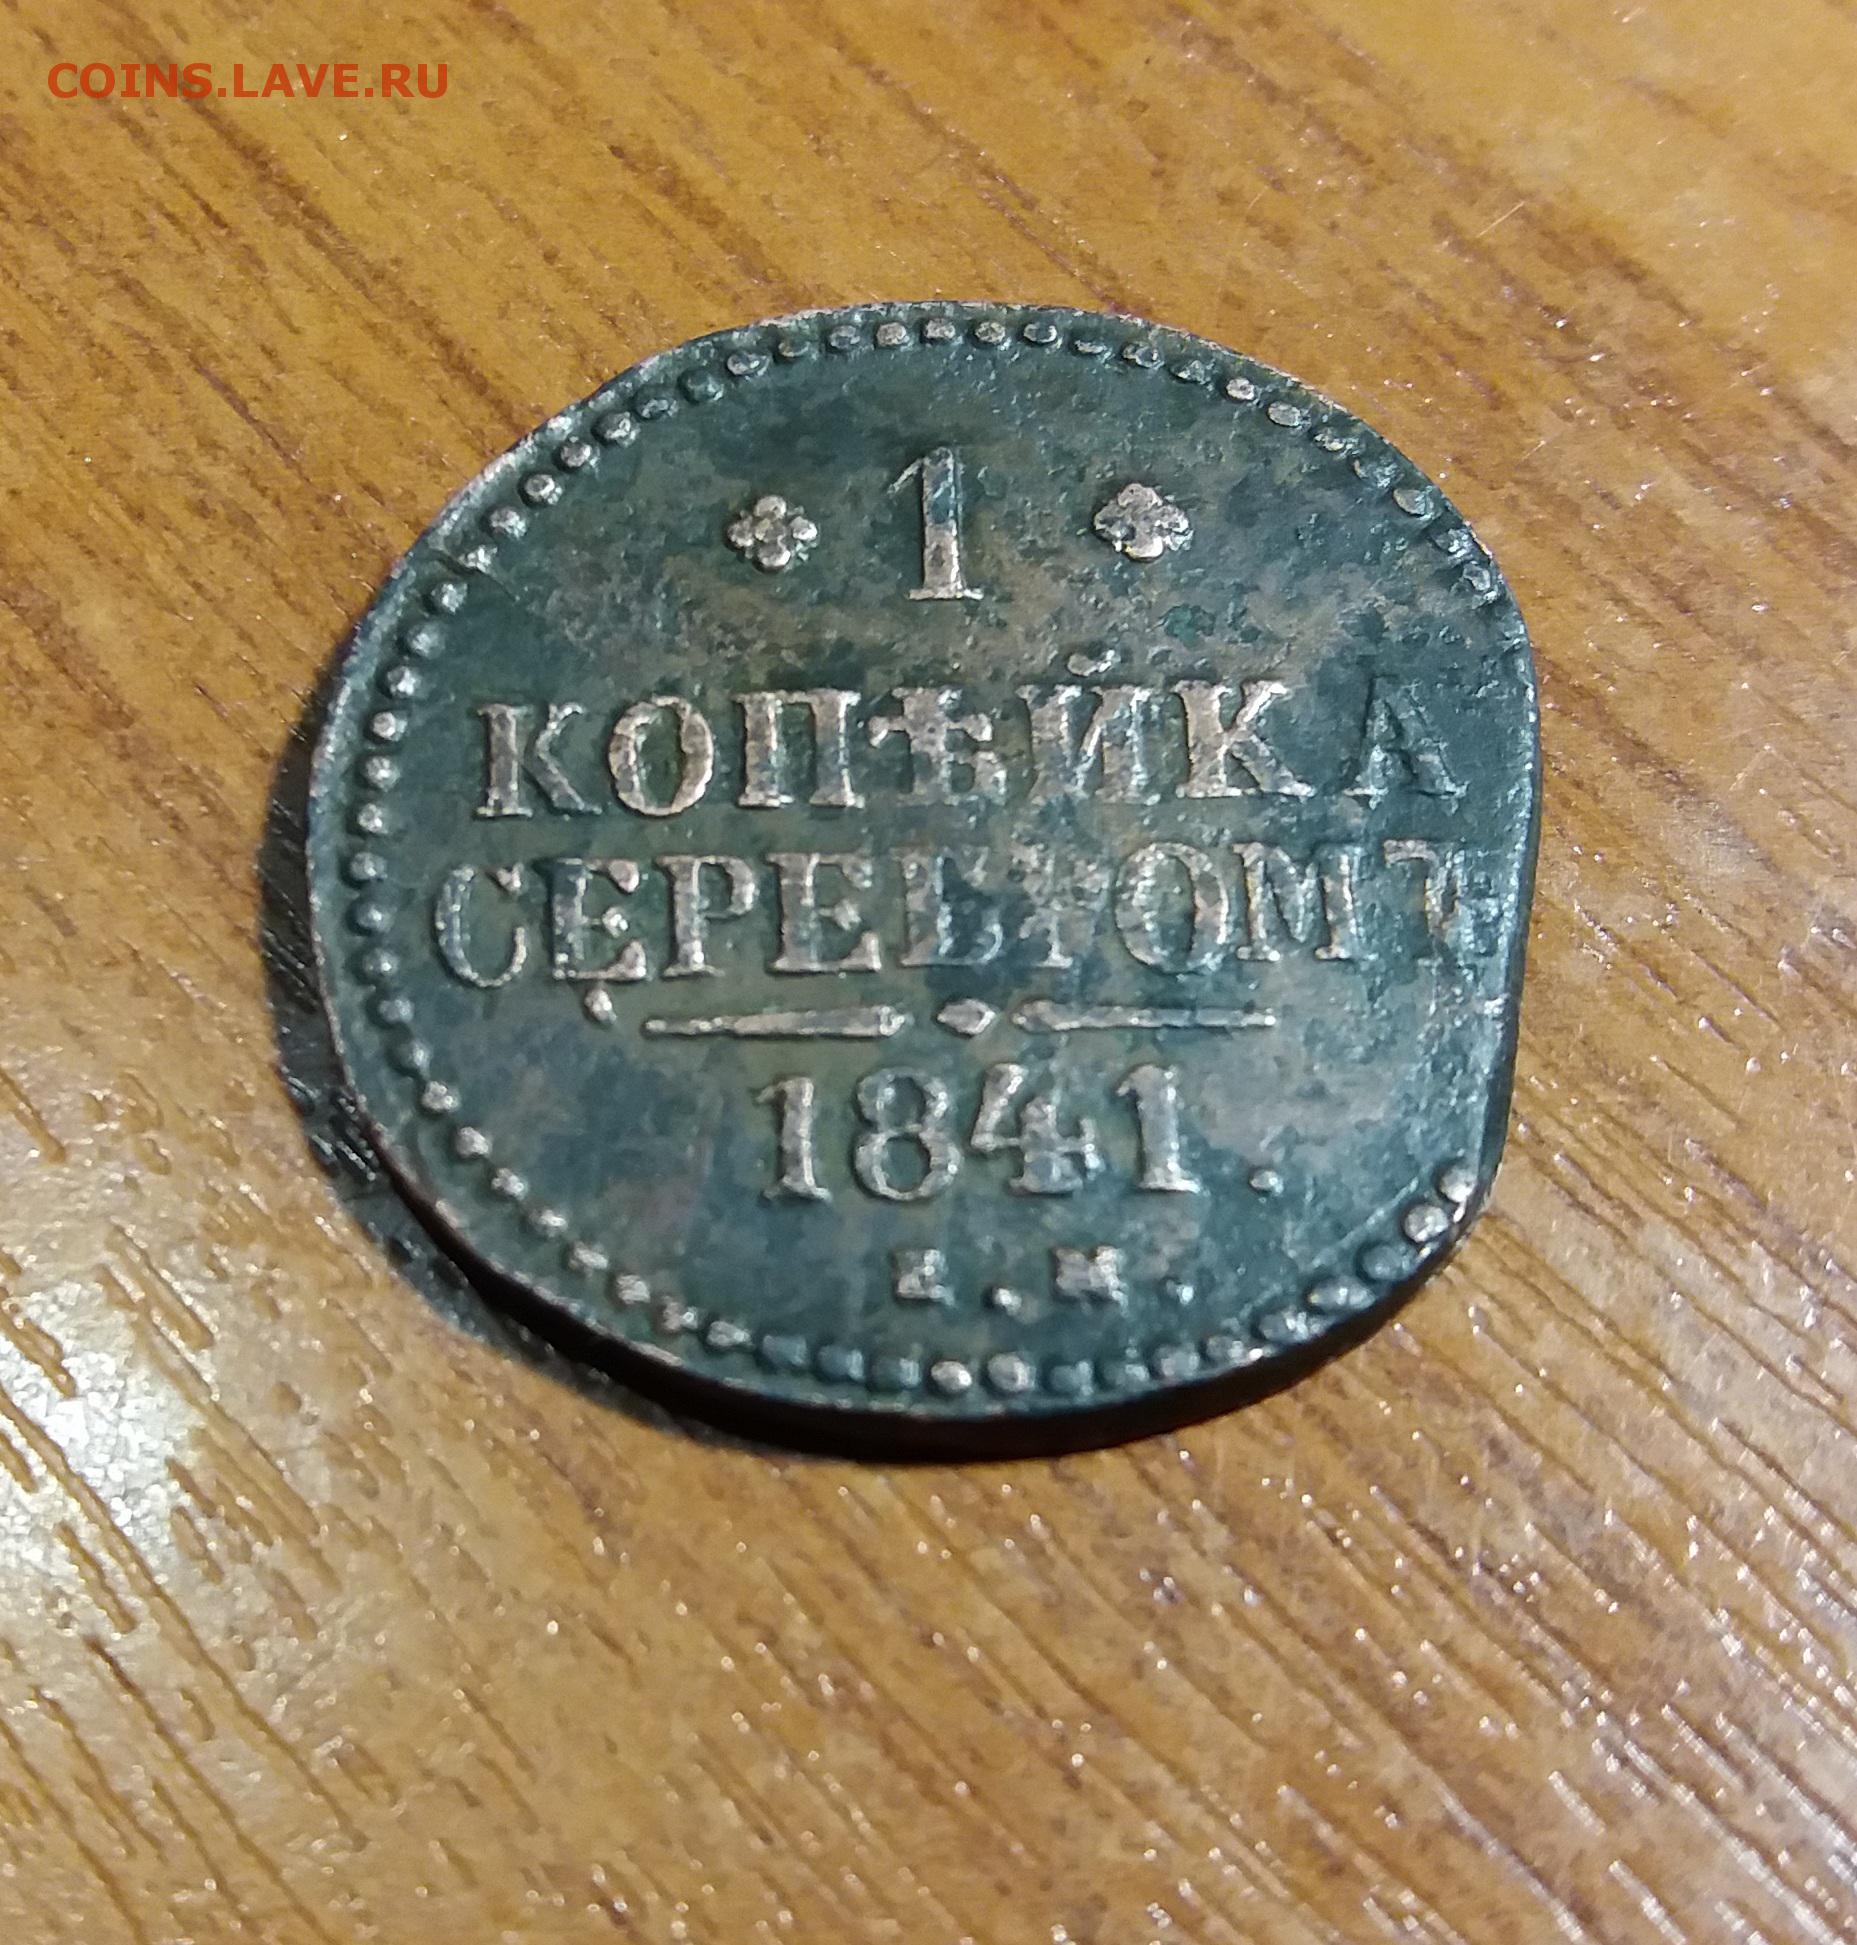 COINS.LAVE.RU
1
КОПѢЙКА
СЕРЕБРОМЪ
1841.
Е.М.